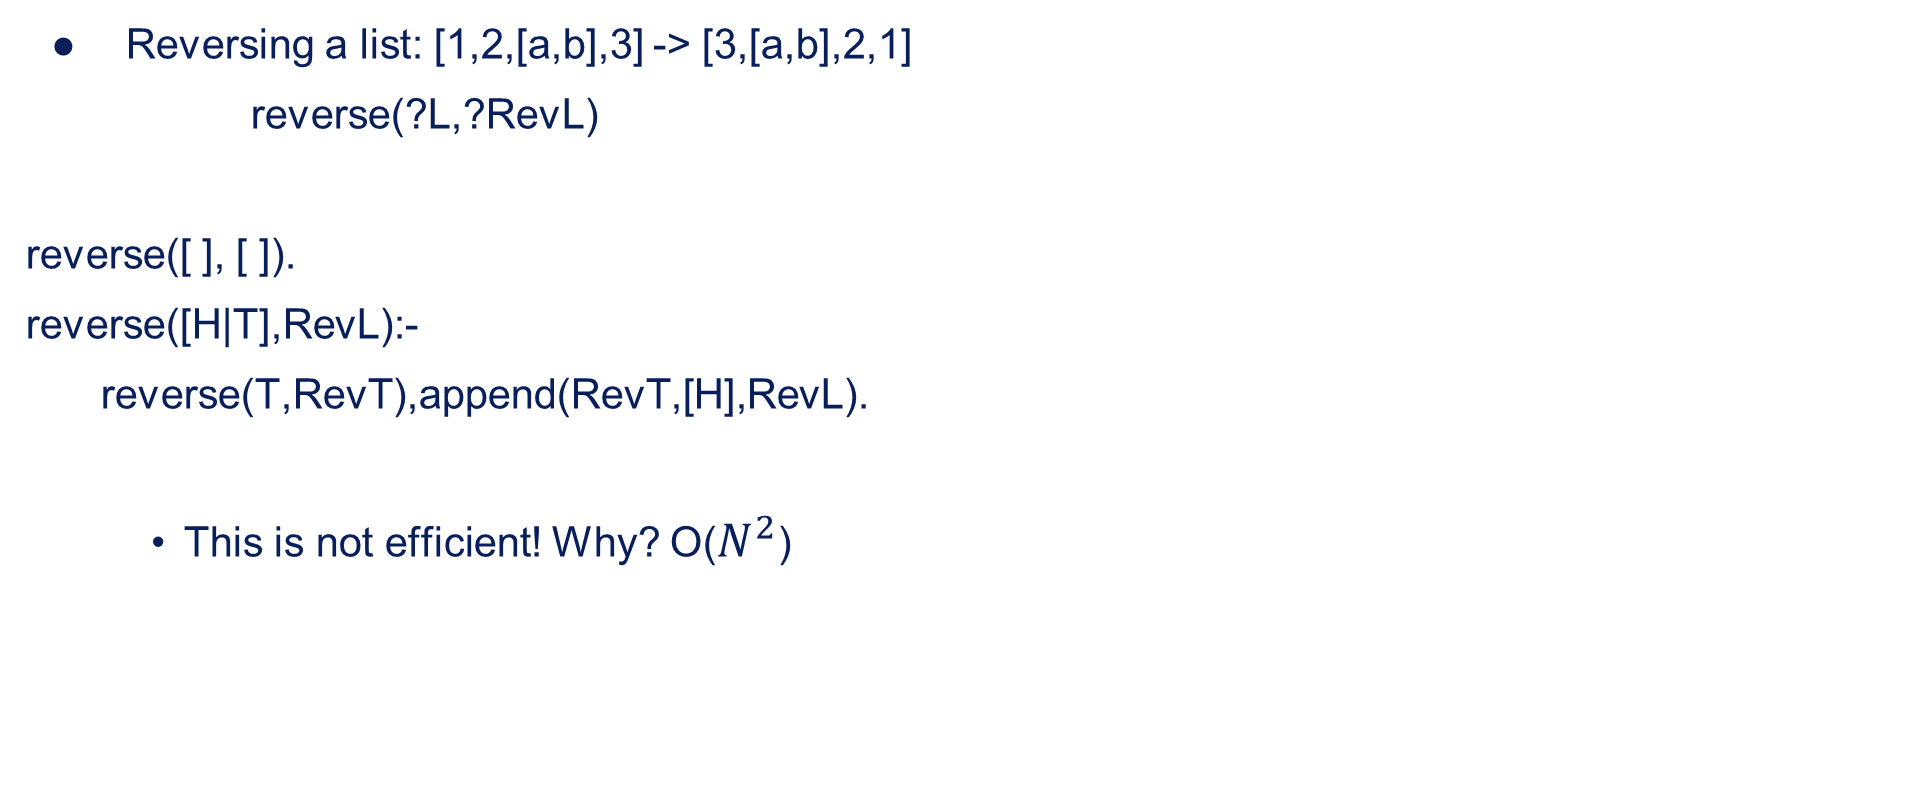 ● Reversing a list: [1,2,[a,b],3] -> [3,[a,b],2,1]
reverse(?L,?RevL)
reverse([ ], [ ]).
reverse([H|T],RevL):-
reverse(T,RevT),append(RevT,[H],RevL).
• This is not efficient! Why? O(𝑁²)